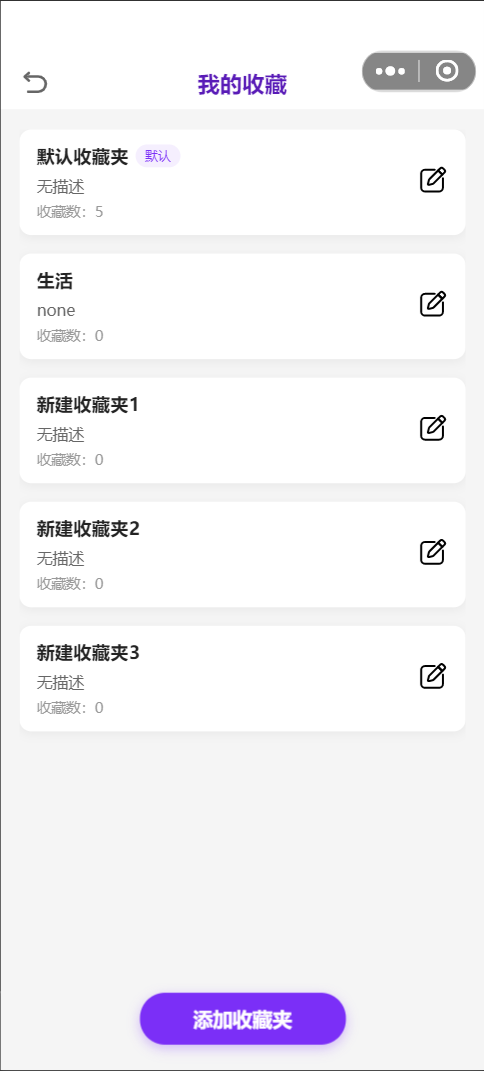 我的收藏
默认收藏夹 默认
无描述
收藏数：5
生活
none
收藏数：0
新建收藏夹1
无描述
收藏数：0
新建收藏夹2
无描述
收藏数：0
新建收藏夹3
无描述
收藏数：0
添加收藏夹